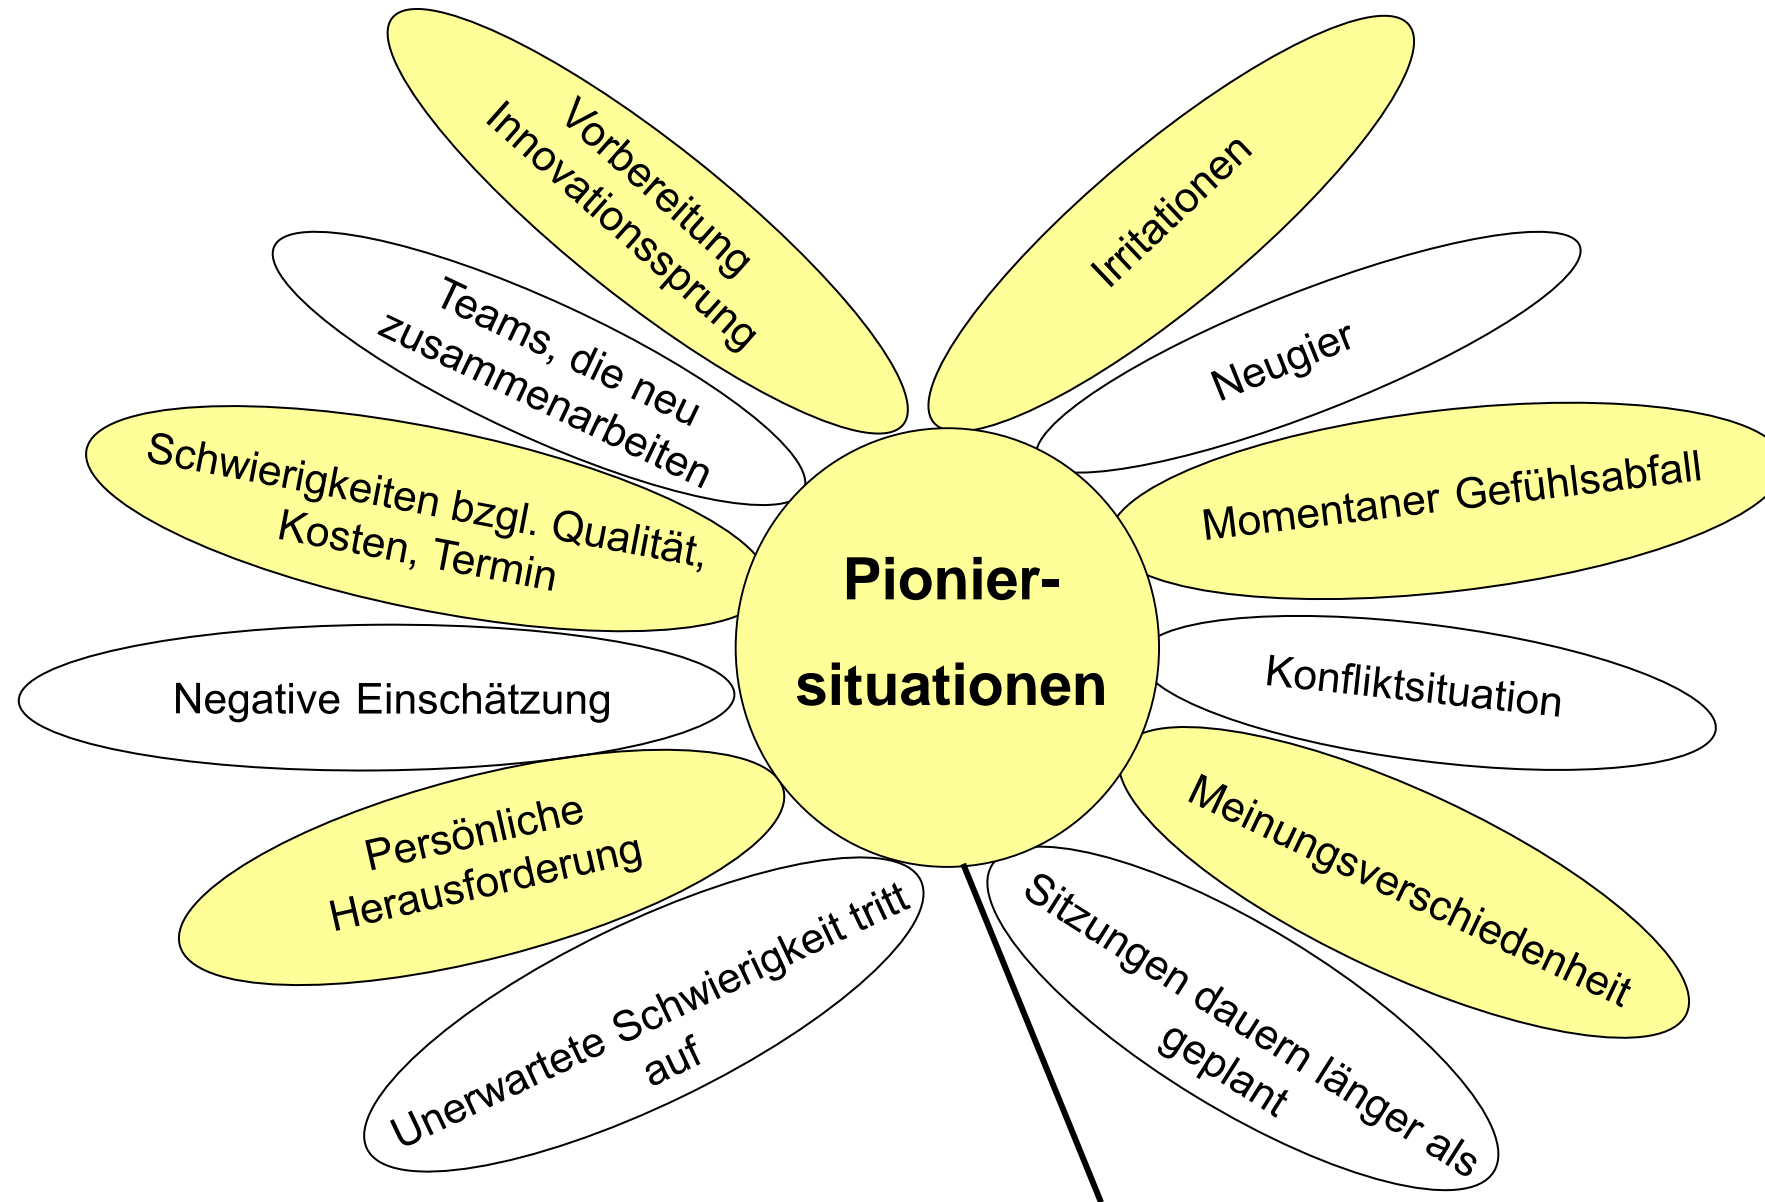 Vorbereitung
Innovationssprung
Irritationen
Teams, die neu
zusammenarbeiten
Neugier
Schwierigkeiten bzgl. Qualität,
Kosten, Termin
Momentaner Gefühlsabfall
Pionier-
situationen
Negative Einschätzung
Konfliktsituation
Persönliche
Herausforderung
Meinungsverschiedenheit
Unerwartete Schwierigkeit tritt
auf
Sitzungen dauern länger als
geplant